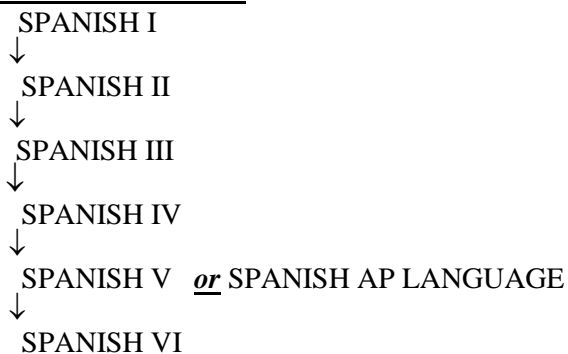 SPANISH I
↓
SPANISH II
↓
SPANISH III
↓
SPANISH IV
↓
SPANISH V or SPANISH AP LANGUAGE
↓
SPANISH VI